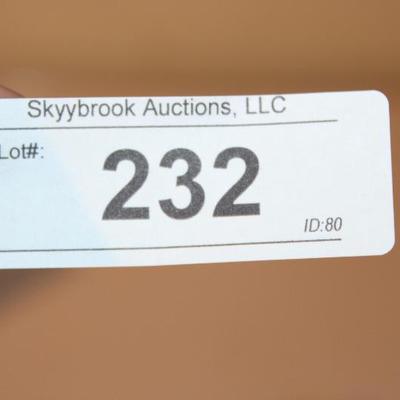 Skyybrook Auctions, LLC
Lot#:
232
ID:80